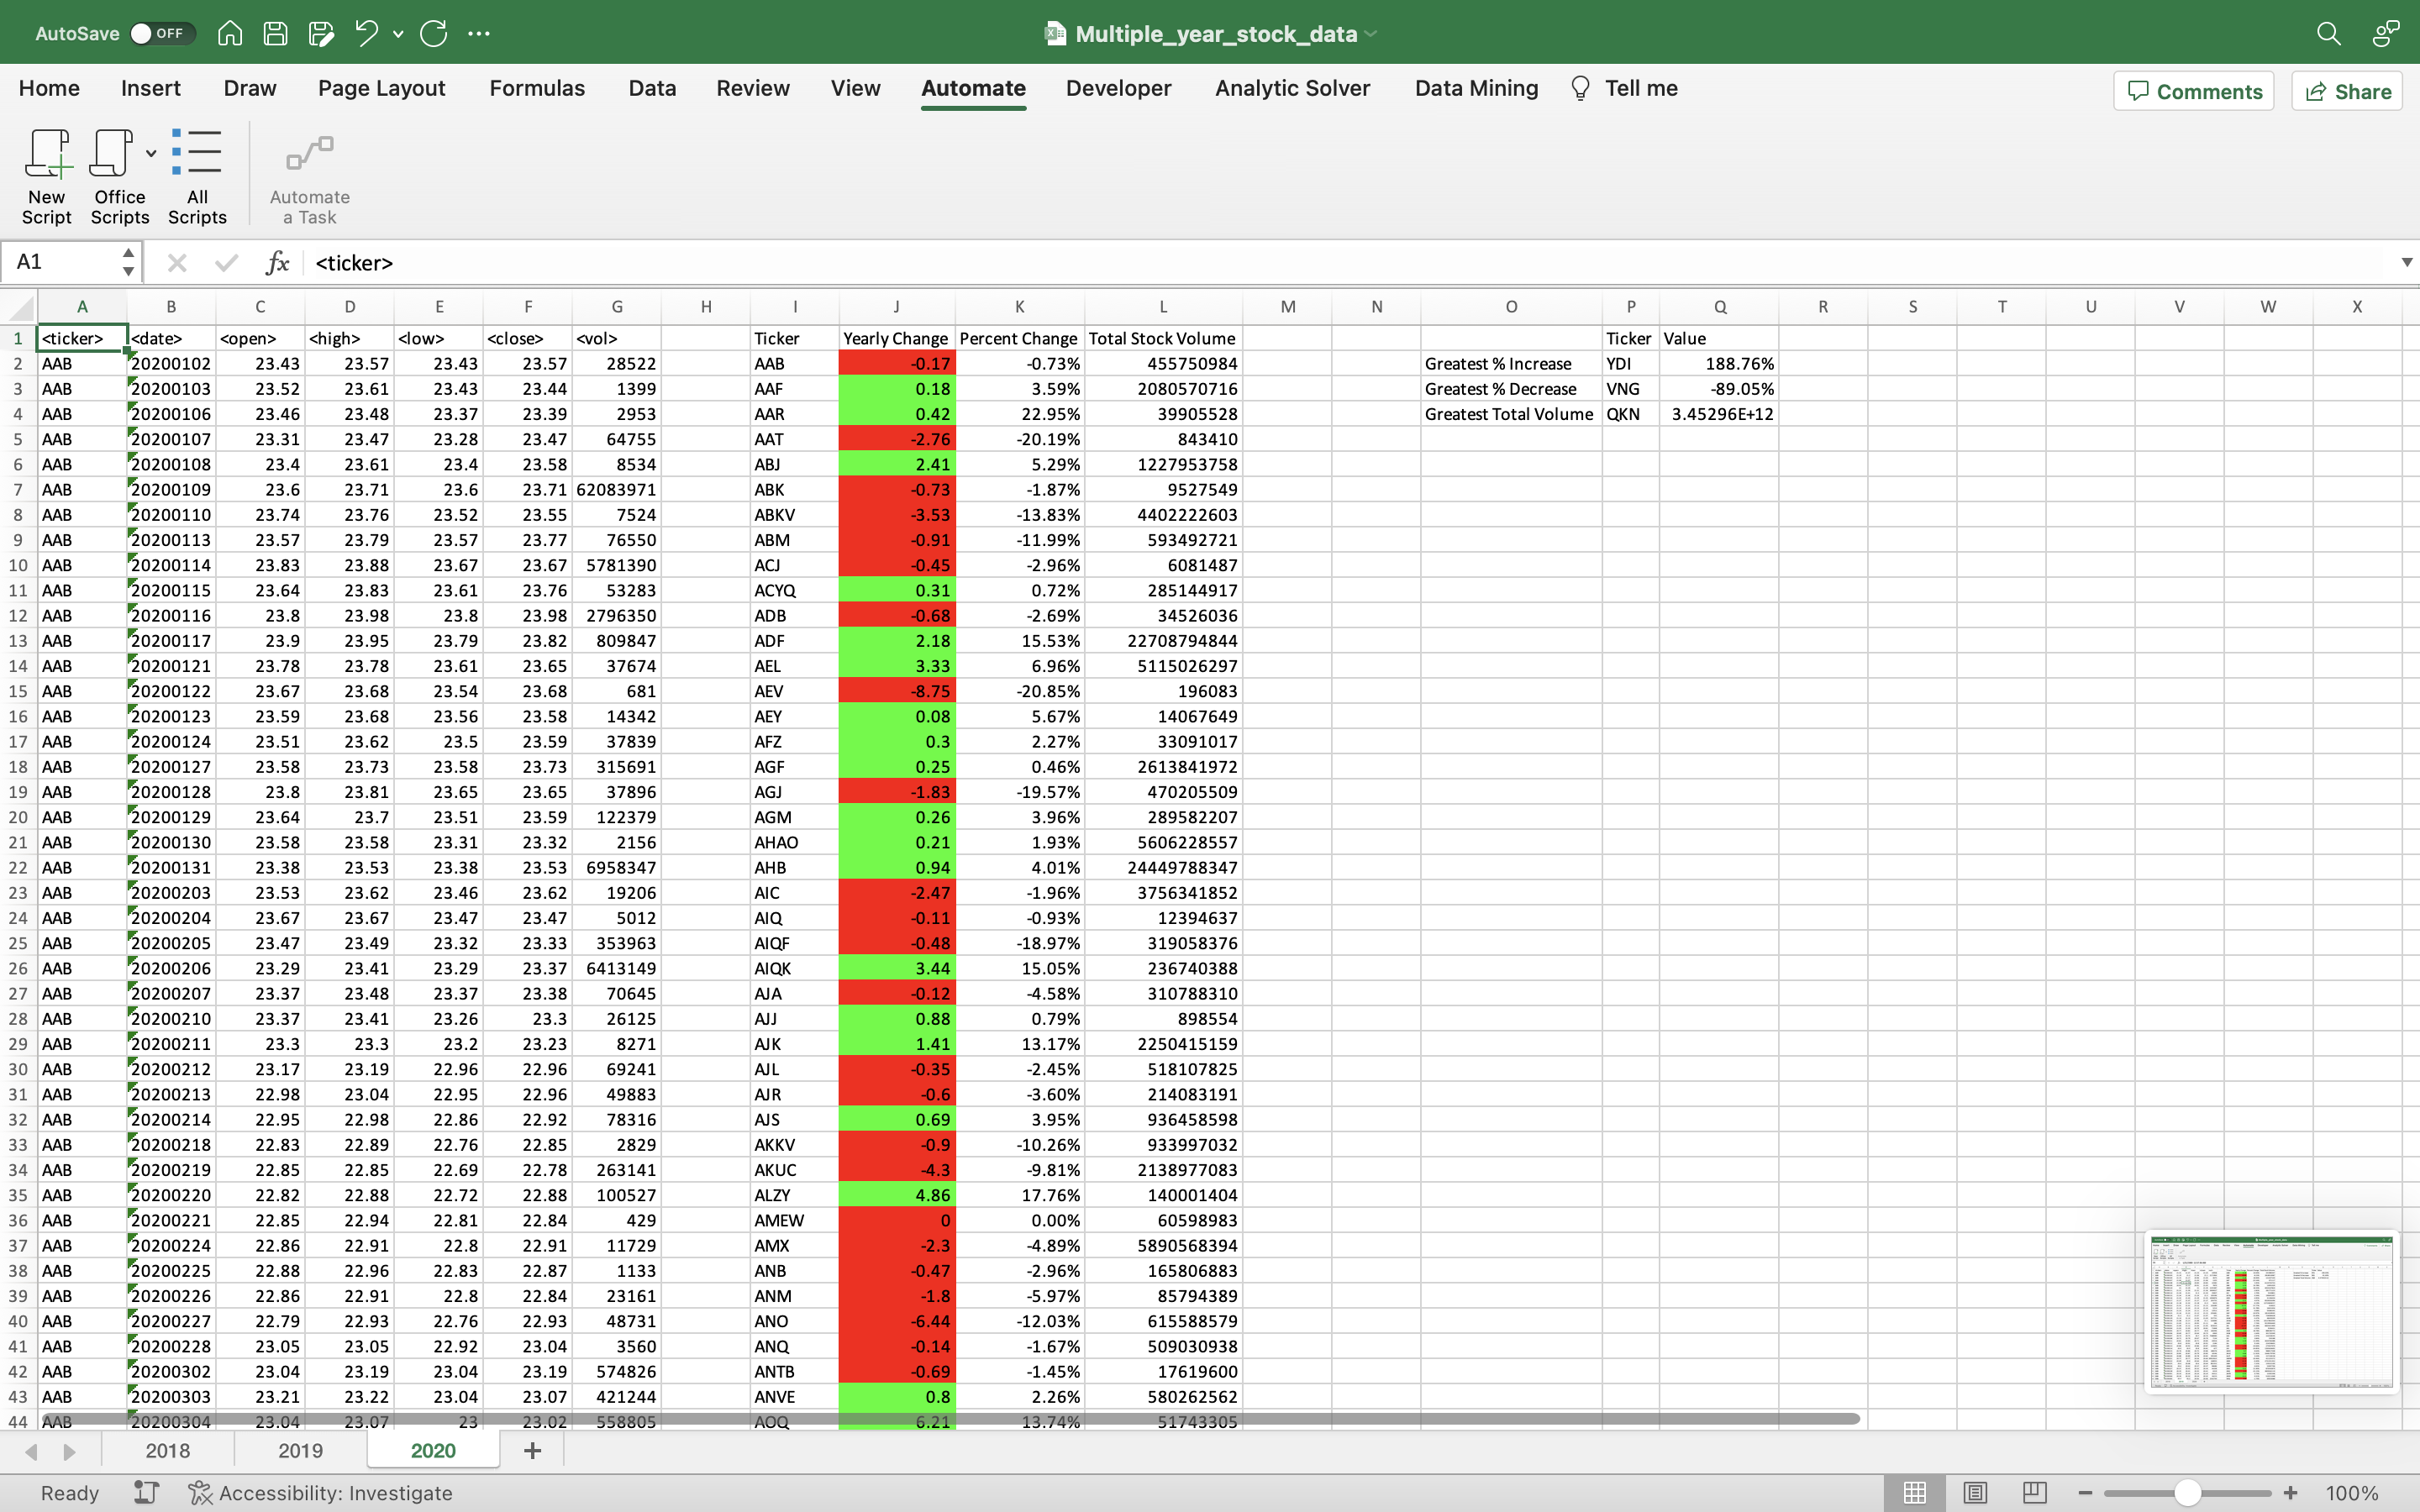 AutoSave OFF Multiple_year_stock_data
Home Insert Draw Page Layout Formulas Data Review View Automate Developer Analytic Solver Data Mining Tell me Comments Share
New Script Office Scripts All Scripts Automate a Task
A1 fx <ticker>
A B C D E F G H I J K L M N O P Q R S T U V W X
1 <ticker> <date> <open> <high> <low> <close> <vol> Ticker Yearly Change Percent Change Total Stock Volume Ticker Value
2 AAB 20200102 23.43 23.57 23.43 23.57 28522 AAB -0.17 -0.73% 455750984 Greatest % Increase YDI 188.76%
3 AAB 20200103 23.52 23.61 23.43 23.44 1399 AAF 0.18 3.59% 2080570716 Greatest % Decrease VNG -89.05%
4 AAB 20200106 23.46 23.48 23.37 23.39 2953 AAR 0.42 22.95% 39905528 Greatest Total Volume QKN 3.45296E+12
5 AAB 20200107 23.31 23.47 23.28 23.47 64755 AAT -2.76 -20.19% 843410
6 AAB 20200108 23.4 23.61 23.4 23.58 8534 ABJ 2.41 5.29% 1227953758
7 AAB 20200109 23.6 23.71 23.6 23.71 62083971 ABK -0.73 -1.87% 9527549
8 AAB 20200110 23.74 23.76 23.52 23.55 7524 ABKV -3.53 -13.83% 4402222603
9 AAB 20200113 23.57 23.79 23.57 23.77 76550 ABM -0.91 -11.99% 593492721
10 AAB 20200114 23.83 23.88 23.67 23.67 5781390 ACJ -0.45 -2.96% 6081487
11 AAB 20200115 23.64 23.83 23.61 23.76 53283 ACYQ 0.31 0.72% 285144917
12 AAB 20200116 23.8 23.98 23.8 23.98 2796350 ADB -0.68 -2.69% 34526036
13 AAB 20200117 23.9 23.95 23.79 23.82 809847 ADF 2.18 15.53% 22708794844
14 AAB 20200121 23.78 23.78 23.61 23.65 37674 AEL 3.33 6.96% 5115026297
15 AAB 20200122 23.67 23.68 23.54 23.68 681 AEV -8.75 -20.85% 196083
16 AAB 20200123 23.59 23.68 23.56 23.58 14342 AEY 0.08 5.67% 14067649
17 AAB 20200124 23.51 23.62 23.5 23.59 37839 AFZ 0.3 2.27% 33091017
18 AAB 20200127 23.58 23.73 23.58 23.73 315691 AGF 0.25 0.46% 2613841972
19 AAB 20200128 23.8 23.81 23.65 23.65 37896 AGJ -1.83 -19.57% 470205509
20 AAB 20200129 23.64 23.7 23.51 23.59 122379 AGM 0.26 3.96% 289582207
21 AAB 20200130 23.58 23.58 23.31 23.32 2156 AHAO 0.21 1.93% 5606228557
22 AAB 20200131 23.38 23.53 23.38 23.53 6958347 AHB 0.94 4.01% 24449788347
23 AAB 20200203 23.53 23.62 23.46 23.62 19206 AIC -2.47 -1.96% 3756341852
24 AAB 20200204 23.67 23.67 23.47 23.47 5012 AIQ -0.11 -0.93% 12394637
25 AAB 20200205 23.47 23.49 23.32 23.33 353963 AIQF -0.48 -18.97% 319058376
26 AAB 20200206 23.29 23.41 23.29 23.37 6413149 AIQK 3.44 15.05% 236740388
27 AAB 20200207 23.37 23.48 23.37 23.38 70645 AJA -0.12 -4.58% 310788310
28 AAB 20200210 23.37 23.41 23.26 23.3 26125 AJJ 0.88 0.79% 898554
29 AAB 20200211 23.3 23.3 23.2 23.23 8271 AJK 1.41 13.17% 2250415159
30 AAB 20200212 23.17 23.19 22.96 22.96 69241 AJL -0.35 -2.45% 518107825
31 AAB 20200213 22.98 23.04 22.95 22.96 49883 AJR -0.6 -3.60% 214083191
32 AAB 20200214 22.95 22.98 22.86 22.92 78316 AJS 0.69 3.95% 936458598
33 AAB 20200218 22.83 22.89 22.76 22.85 2829 AKKV -0.9 -10.26% 933997032
34 AAB 20200219 22.85 22.85 22.69 22.78 263141 AKUC -4.3 -9.81% 2138977083
35 AAB 20200220 22.82 22.88 22.72 22.88 100527 ALZY 4.86 17.76% 140001404
36 AAB 20200221 22.85 22.94 22.81 22.84 429 AMEW 0 0.00% 60598983
37 AAB 20200224 22.86 22.91 22.8 22.91 11729 AMX -2.3 -4.89% 5890568394
38 AAB 20200225 22.88 22.96 22.83 22.87 1133 ANB -0.47 -2.96% 165806883
39 AAB 20200226 22.86 22.91 22.8 22.84 23161 ANM -1.8 -5.97% 85794389
40 AAB 20200227 22.79 22.93 22.76 22.93 48731 ANO -6.44 -12.03% 615588579
41 AAB 20200228 23.05 23.05 22.92 23.04 3560 ANQ -0.14 -1.67% 509030938
42 AAB 20200302 23.04 23.19 23.04 23.19 574826 ANTB -0.69 -1.45% 17619600
43 AAB 20200303 23.21 23.22 23.04 23.07 421244 ANVE 0.8 2.26% 580262562
44 AAB 20200304 23.04 23.07 23 23.02 558805 AOQ 6.21 13.74% 51743305
2018 2019 2020
Ready Accessibility: Investigate 100%